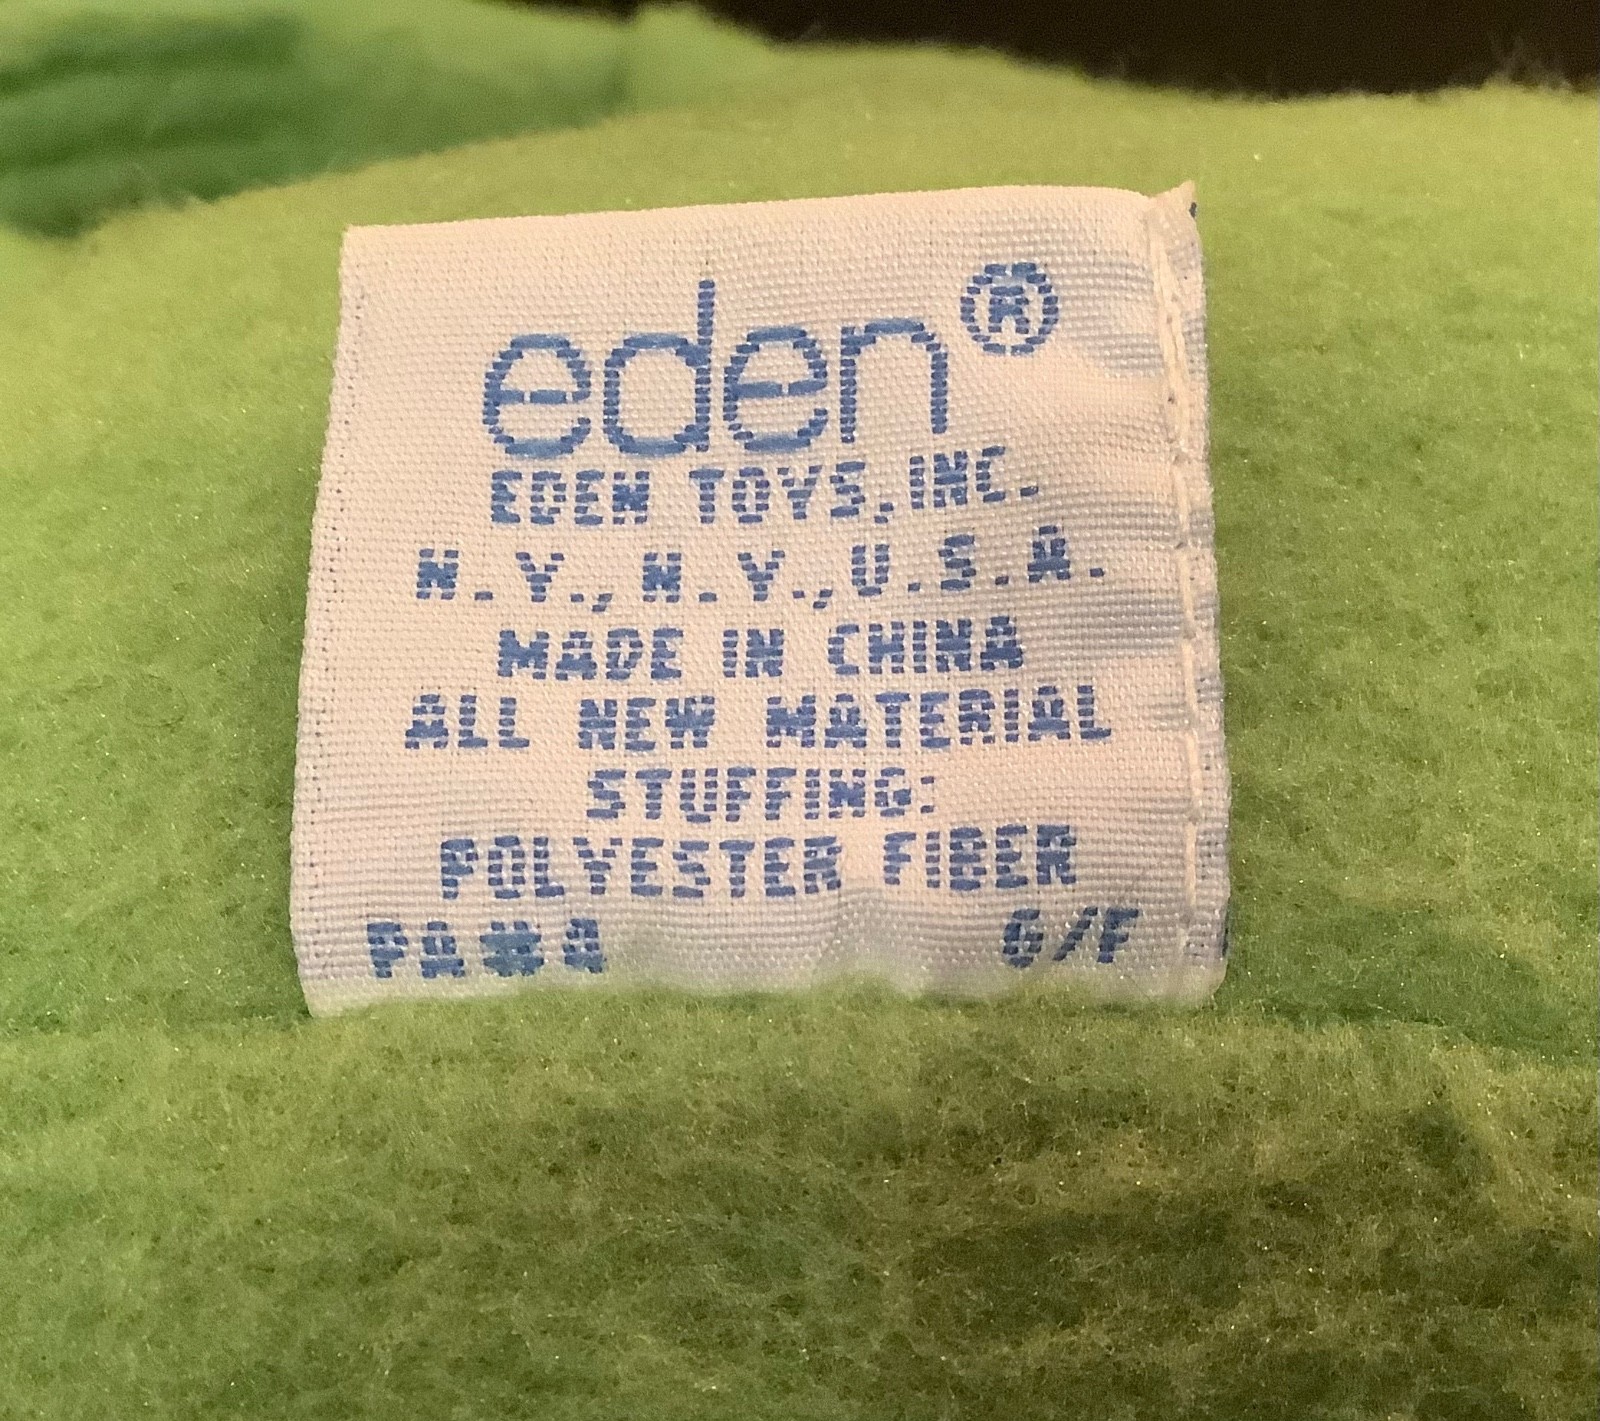 eden®
EDEN TOYS, INC.
N.Y., N.Y., U.S.A.
MADE IN CHINA
ALL NEW MATERIAL
STUFFING:
POLYESTER FIBER
PA#A G/F